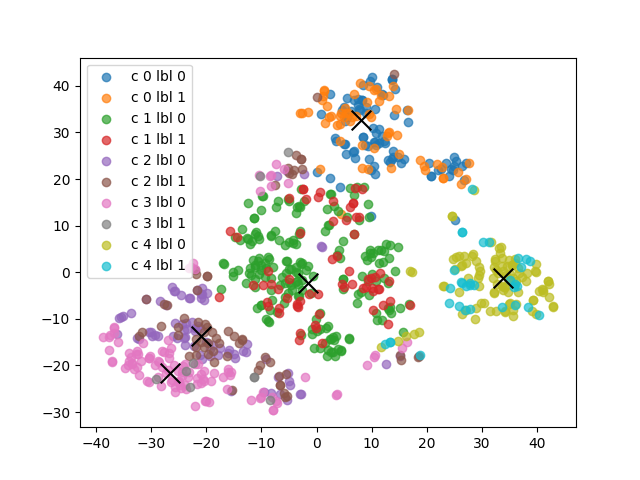 c 0 lbl 0
c 0 lbl 1
c 1 lbl 0
c 1 lbl 1
c 2 lbl 0
c 2 lbl 1
c 3 lbl 0
c 3 lbl 1
c 4 lbl 0
c 4 lbl 1
40
30
20
10
0
−10
−20
−30
−40 −30 −20 −10 0 10 20 30 40